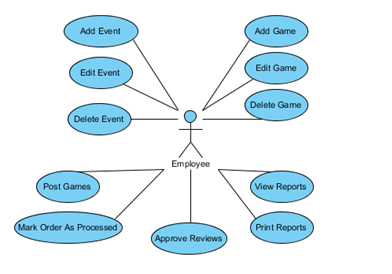 Add Event
Add Game
Edit Event
Edit Game
Delete Event
Delete Game
Employee
Post Games
View Reports
Mark Order As Processed
Approve Reviews
Print Reports